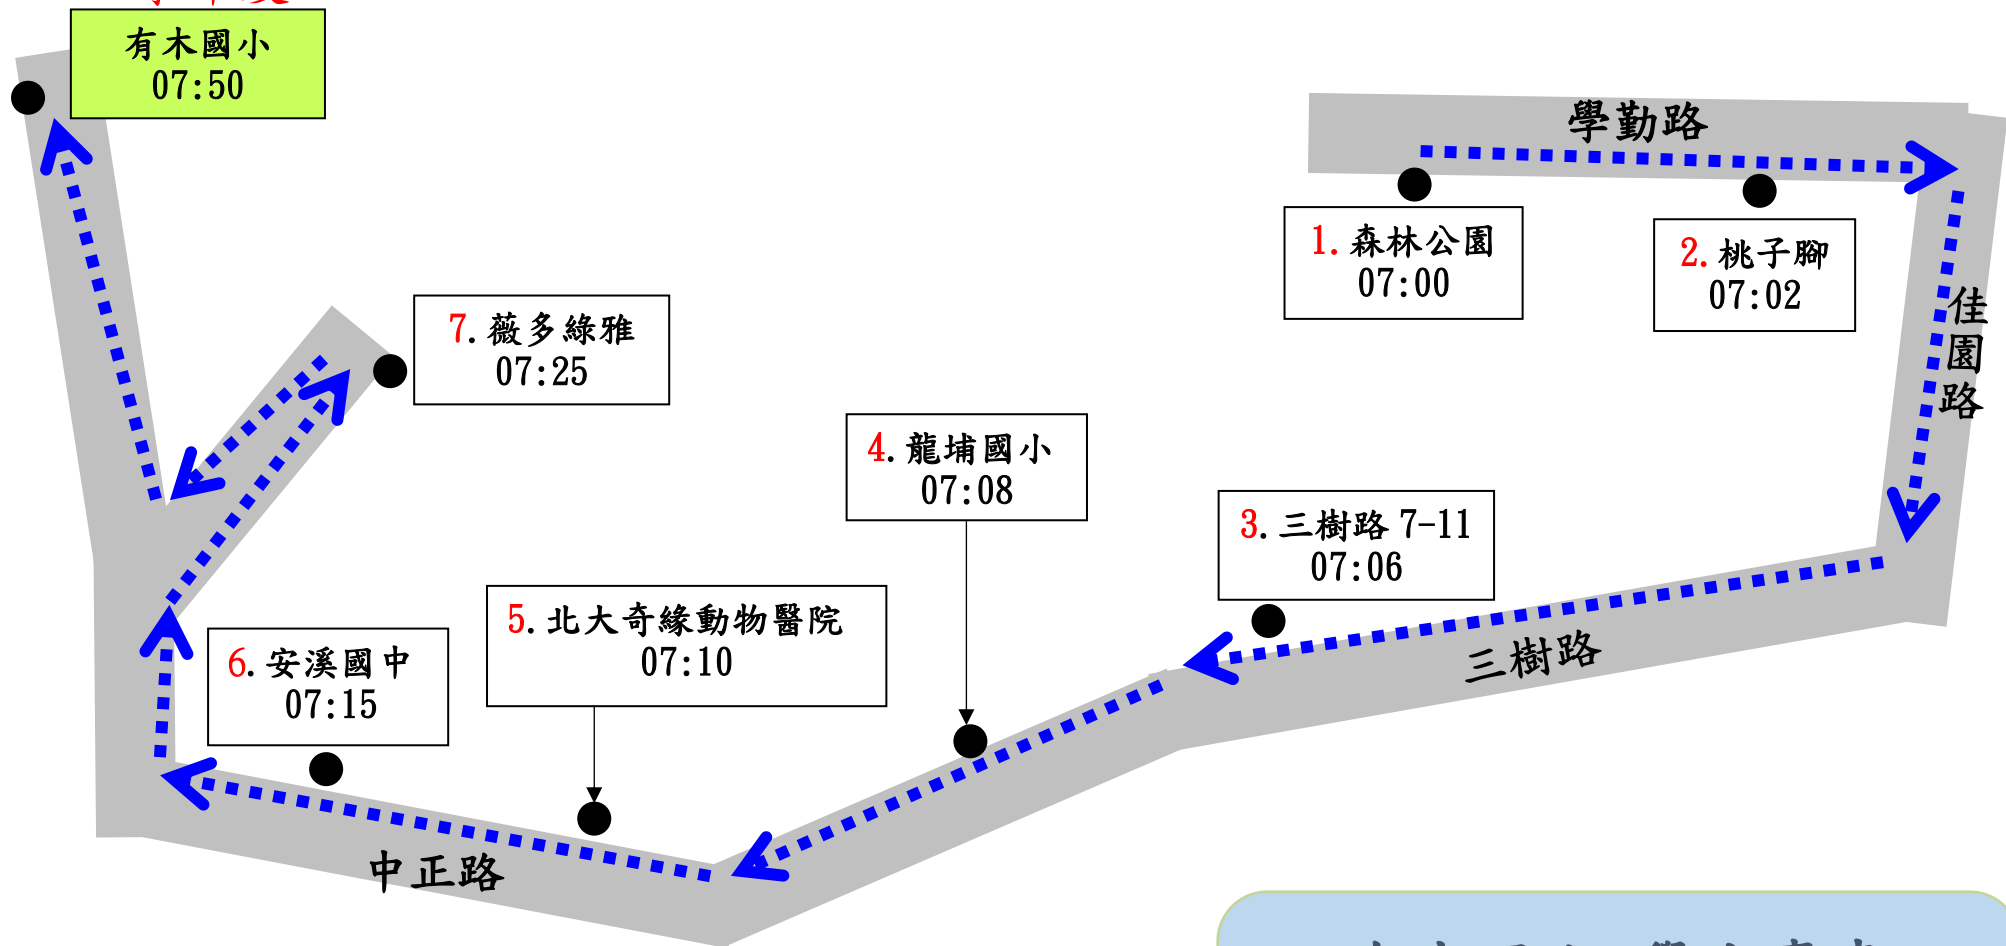 有木國小
07:50
學勤路
1. 森林公園
07:00
2. 桃子腳
07:02
佳園路
7. 薇多綠雅
07:25
4. 龍埔國小
07:08
3. 三樹路 7-11
07:06
5. 北大奇緣動物醫院
07:10
6. 安溪國中
07:15
三樹路
中正路